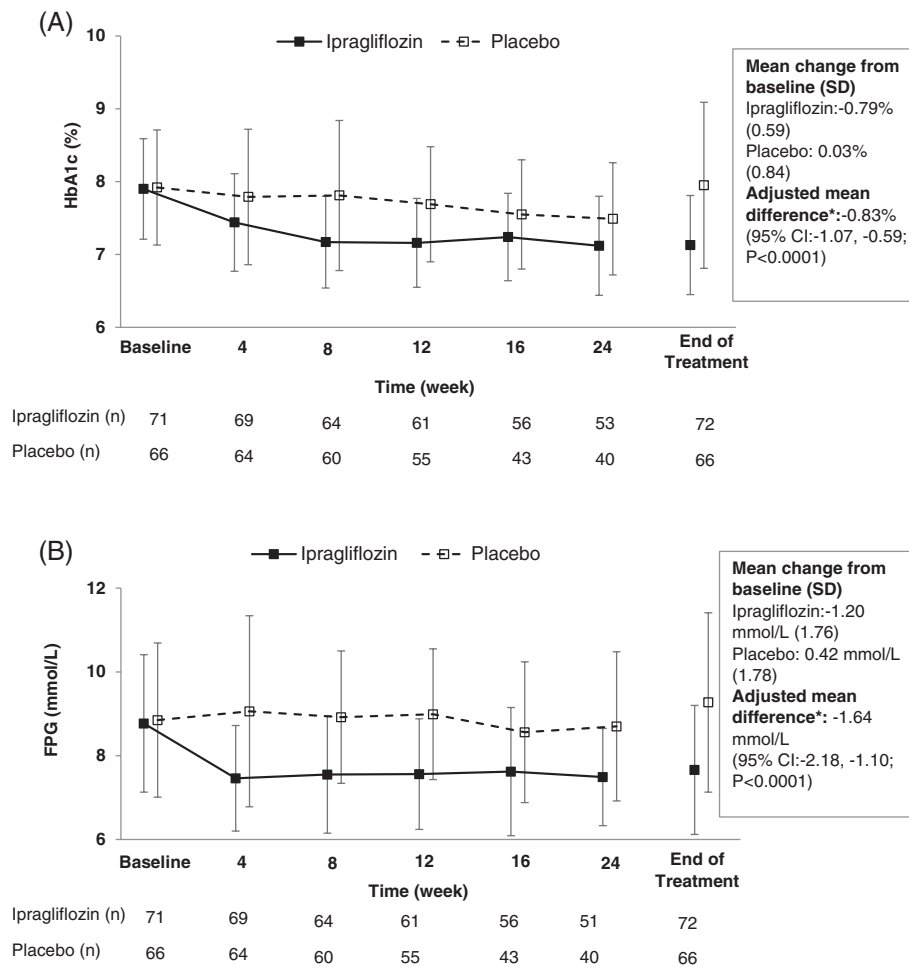 (A)
Ipragliflozin Placebo
10
9
8
7
6
HbA1c (%)
Baseline 4 8 12 16 24 End of
Treatment
Time (week)
Ipragliflozin (n) 71 69 64 61 56 53 72
Placebo (n) 66 64 60 55 43 40 66
Mean change from
baseline (SD)
Ipragliflozin:-0.79%
(0.59)
Placebo: 0.03%
(0.84)
Adjusted mean
difference*:-0.83%
(95% CI:-1.07, -0.59;
P<0.0001)
(B)
Ipragliflozin Placebo
12
10
8
6
FPG (mmol/L)
Baseline 4 8 12 16 24 End of
Treatment
Time (week)
Ipragliflozin (n) 71 69 64 61 56 51 72
Placebo (n) 66 64 60 55 43 40 66
Mean change from
baseline (SD)
Ipragliflozin:-1.20
mmol/L (1.76)
Placebo: 0.42 mmol/L
(1.78)
Adjusted mean
difference*: -1.64
mmol/L
(95% CI:-2.18, -1.10;
P<0.0001)